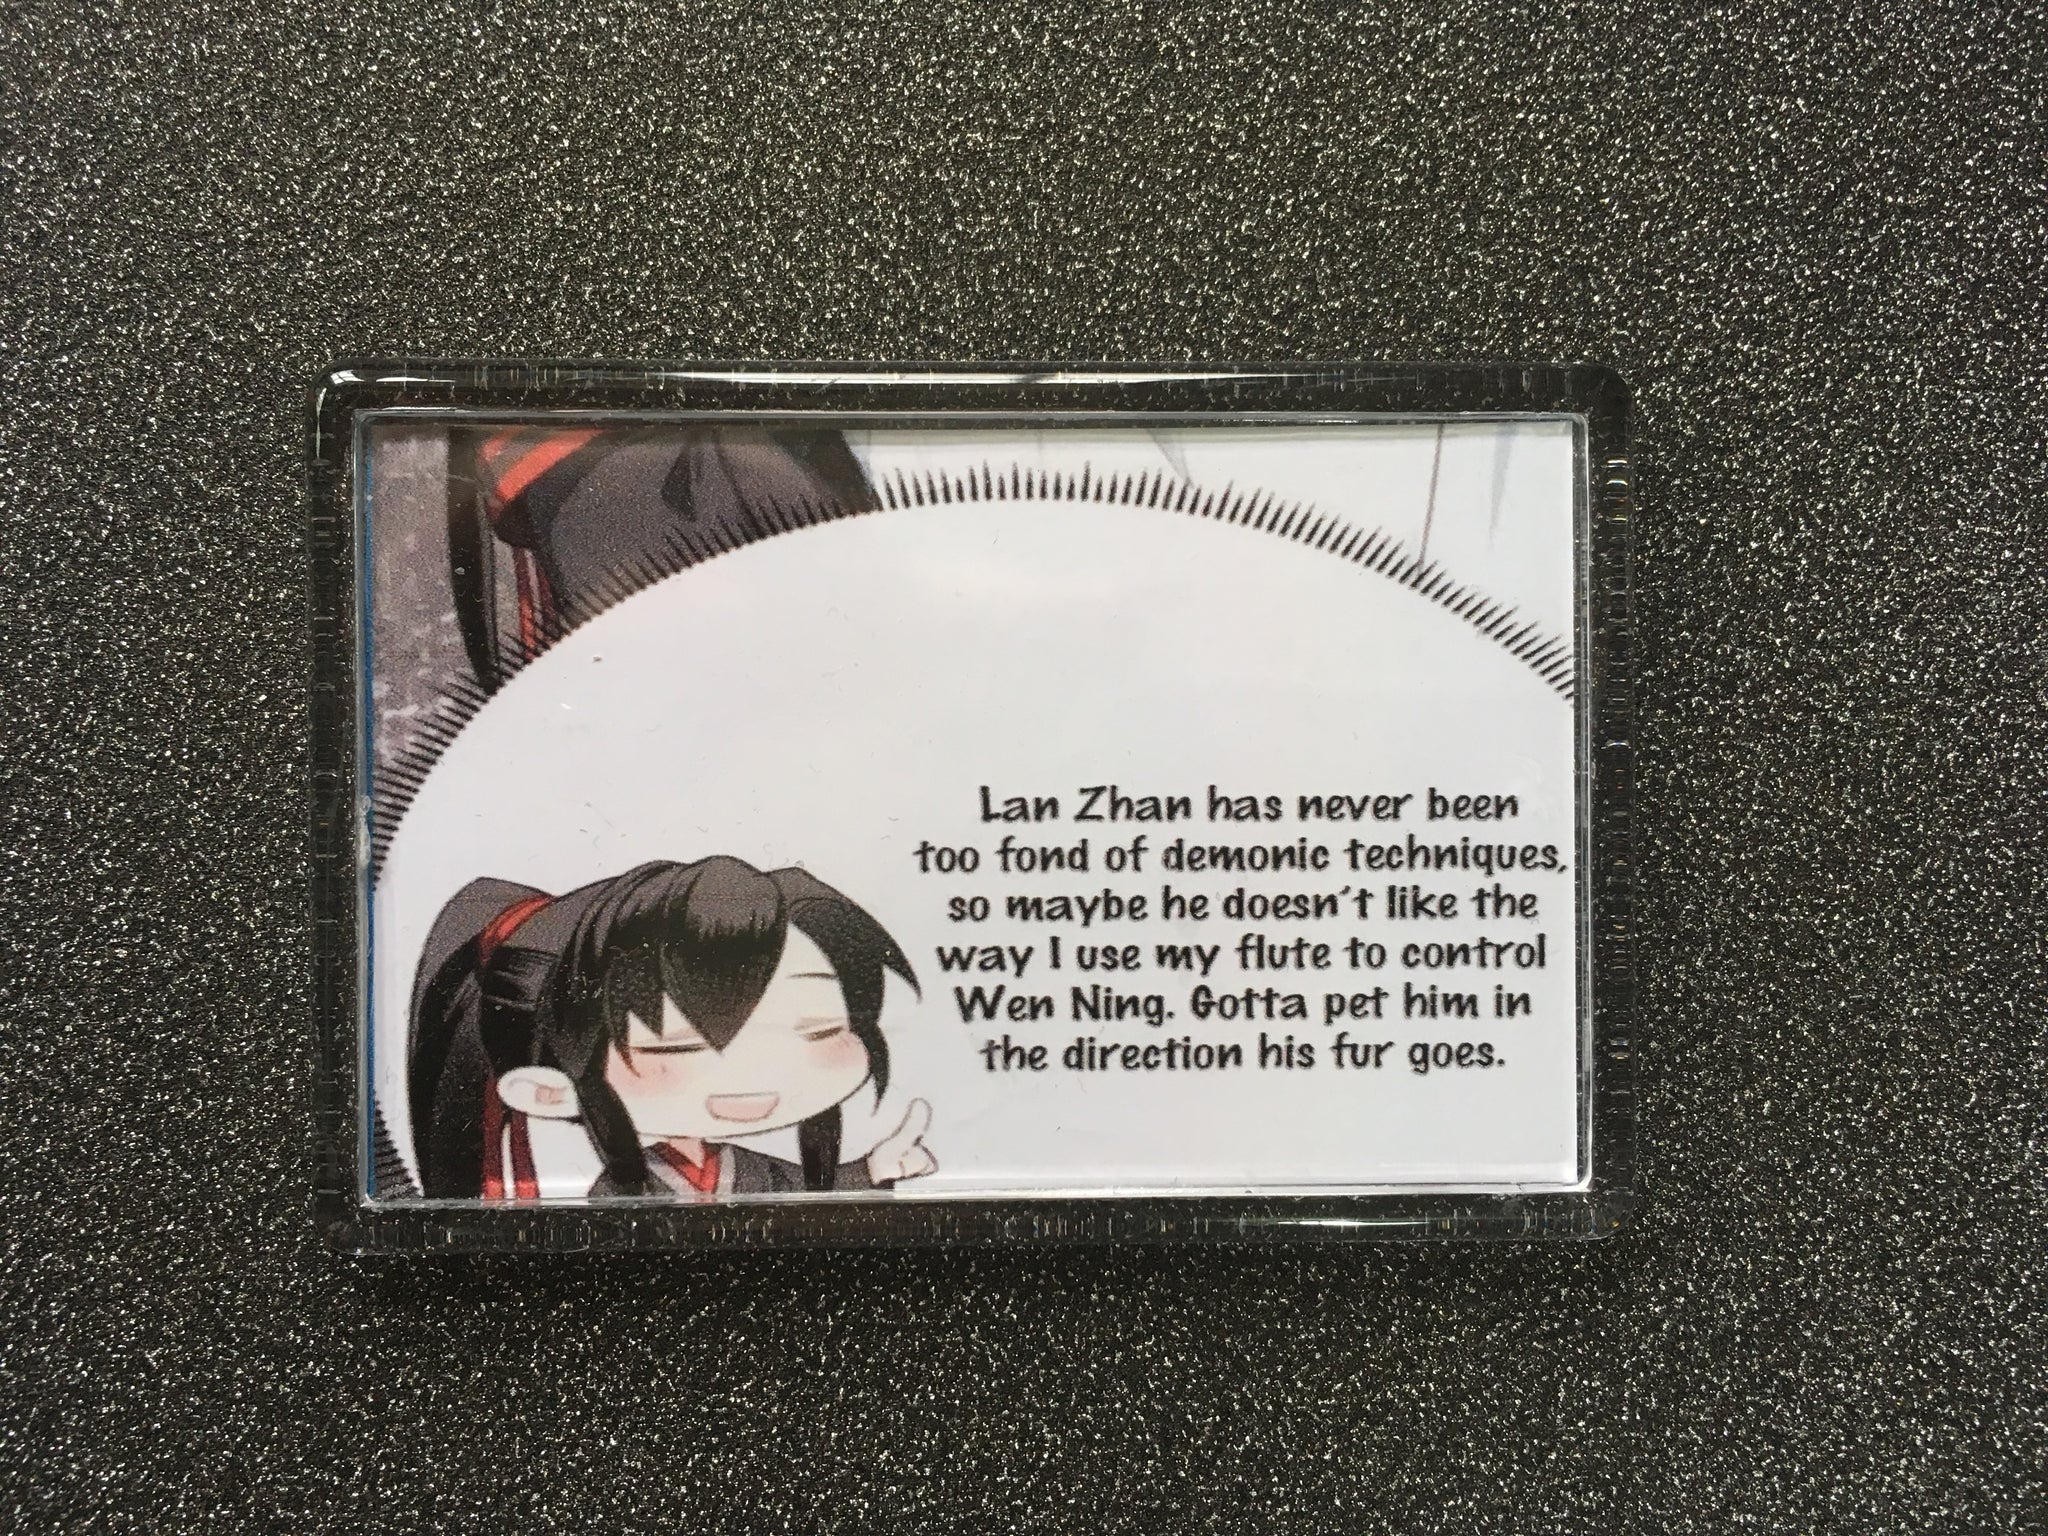 Lan Zhan has never been
too fond of demonic techniques,
so maybe he doesn't like the
way I use my flute to control
Wen Ning. Gotta pet him in
the direction his fur goes.